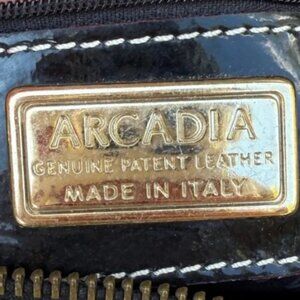 ARCADIA
GENUINE PATENT LEATHER
MADE IN ITALY